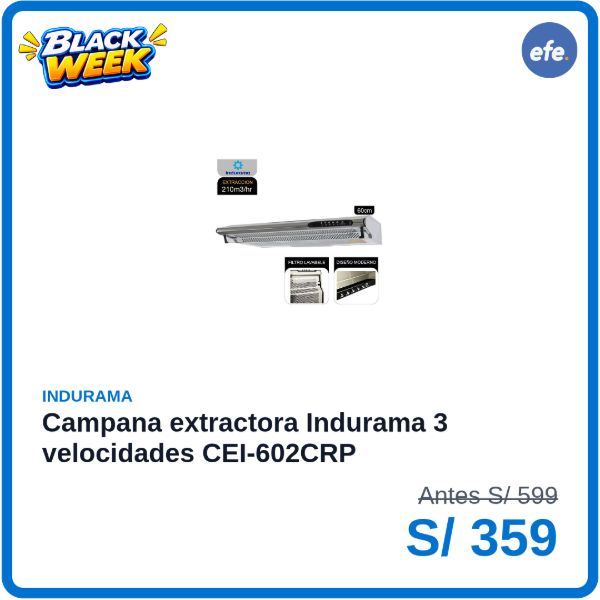 BLACK
WEEK
efe.
indurama
EXTRACCION
210m3/hr
60cm
FILTRO LAVABLE
DISEÑO MODERNO
INDURAMA
Campana extractora Indurama 3
velocidades CEI-602CRP
Antes S/ 599
S/ 359